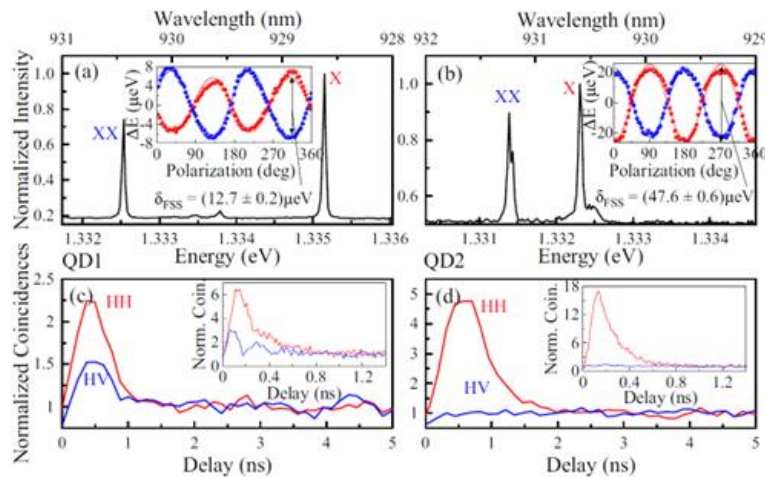 Wavelength (nm)
931 930 929 928
Wavelength (nm)
932 931 930 929
Normalized Intensity
1.0
0.8
0.6
0.4
0.2
(a)
XX
X
ΔE (μeV)
8
4
0
-4
-8
0 90 180 270 360
Polarization (deg)
δFSS = (12.7 ± 0.2)μeV
1.332 1.333 1.334 1.335 1.336
Energy (eV)
1.0
0.8
0.6
(b)
XX
X
ΔE (μeV)
20
0
-20
0 90 180 270 360
Polarization (deg)
δFSS = (47.6 ± 0.6)μeV
1.331 1.332 1.333 1.334
Energy (eV)
QD1
QD2
Normalized Coincidences
2.5
2
1.5
1
(c)
HH
HV
Norm. Coin.
6
4
2
0 0.4 0.8 1.2
Delay (ns)
0 1 2 3 4 5
Delay (ns)
5
4
3
2
1
(d)
HH
HV
Norm. Coin.
18
12
6
0
0 0.4 0.8 1.2
Delay (ns)
0 1 2 3 4 5
Delay (ns)